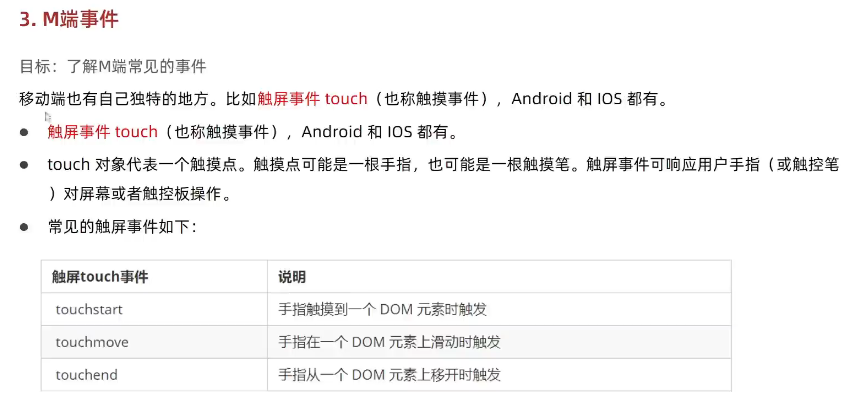 3. M端事件
目标：了解M端常见的事件
移动端也有自己独特的地方。比如触屏事件 touch（也称触摸事件），Android 和 IOS 都有。
● 触屏事件 touch（也称触摸事件），Android 和 IOS 都有。
● touch 对象代表一个触摸点。触摸点可能是一根手指，也可能是一根触摸笔。触屏事件可响应用户手指（或触控笔
）对屏幕或者触控板操作。
● 常见的触屏事件如下：
触屏touch事件 说明
touchstart 手指触摸到一个 DOM 元素时触发
touchmove 手指在一个 DOM 元素上滑动时触发
touchend 手指从一个 DOM 元素上移开时触发